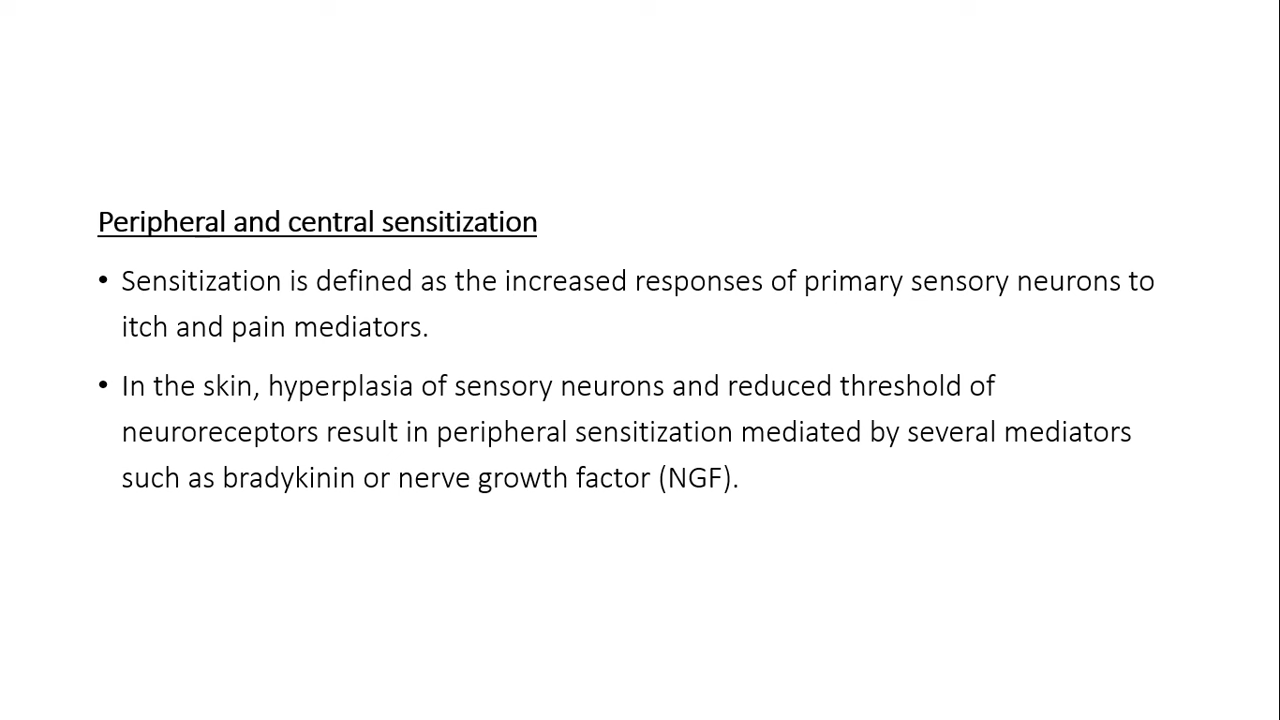 Peripheral and central sensitization
• Sensitization is defined as the increased responses of primary sensory neurons to
itch and pain mediators.
• In the skin, hyperplasia of sensory neurons and reduced threshold of
neuroreceptors result in peripheral sensitization mediated by several mediators
such as bradykinin or nerve growth factor (NGF).